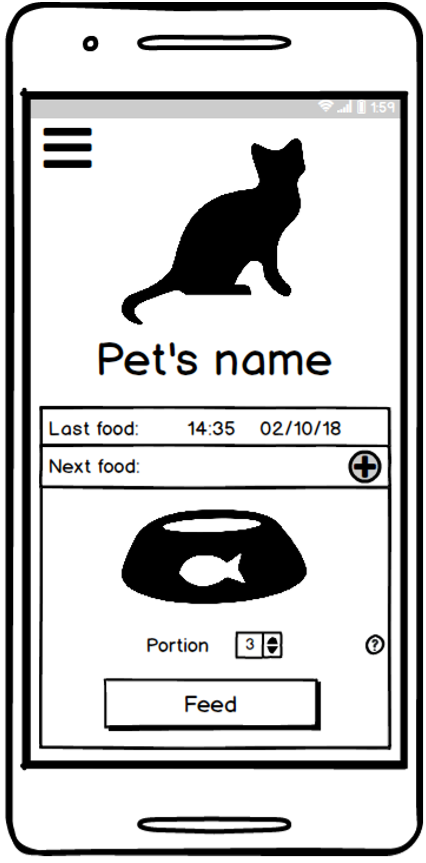 1:59
Pet's name
Last food: 14:35 02/10/18
Next food:
Portion 3 ?
Feed